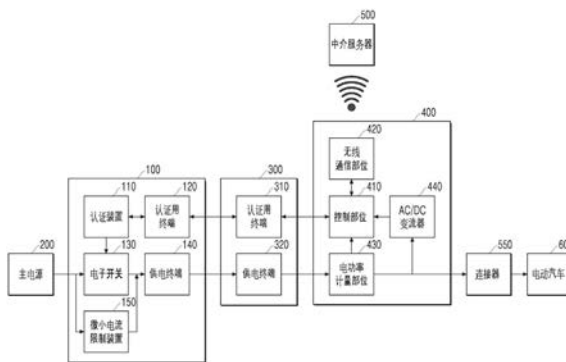 500
中介服务器
400
420
无线
通信部位
100
300
110
120
310
410
440
认证装置
认证用
终端
认证用
终端
控制部位
AC/DC
变流器
200
130
140
320
430
550
60
主电源
电子开关
供电终端
供电终端
电功率
计量部位
连接器
电动汽车
150
微小电流
限制装置